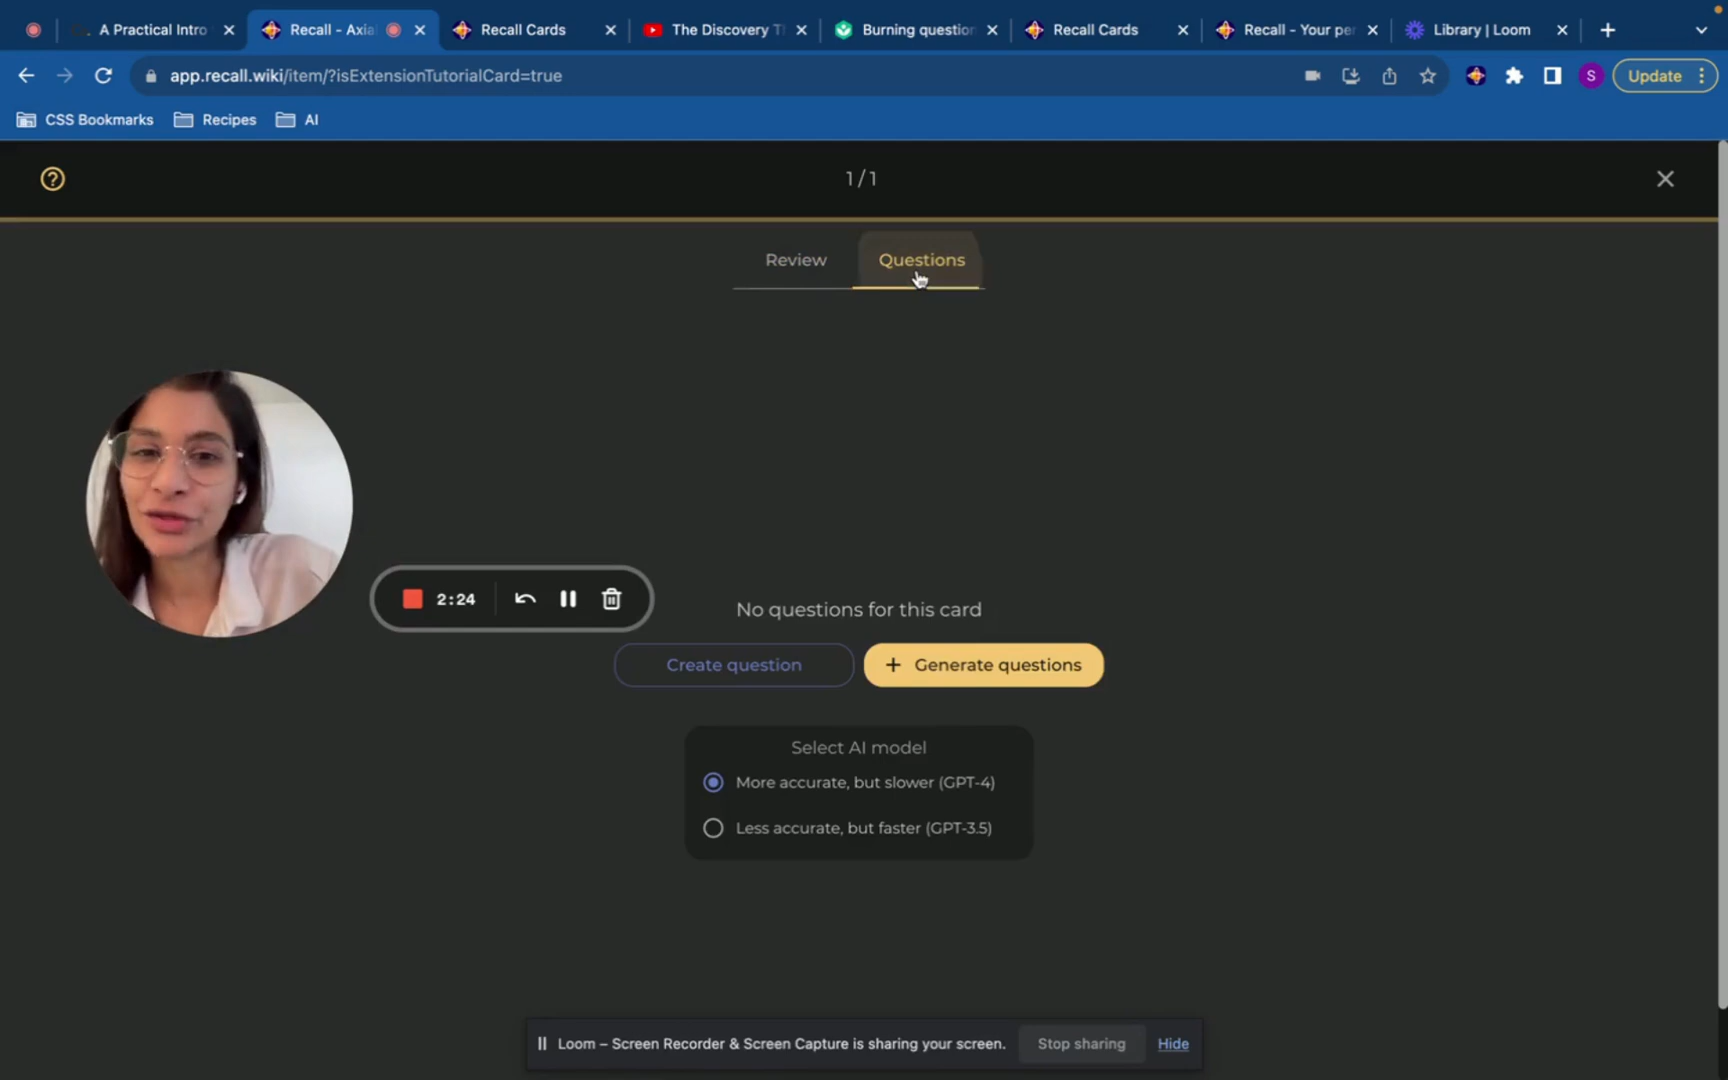 A Practical Intro
Recall - Axia
Recall Cards
The Discovery T
Burning question
Recall Cards
Recall - Your per
Library | Loom
app.recall.wiki/item/?isExtensionTutorialCard=true
S
Update
CSS Bookmarks
Recipes
AI
1 / 1
Review
Questions
2:24
No questions for this card
Create question
+ Generate questions
Select AI model
More accurate, but slower (GPT-4)
Less accurate, but faster (GPT-3.5)
Loom – Screen Recorder & Screen Capture is sharing your screen.
Stop sharing
Hide